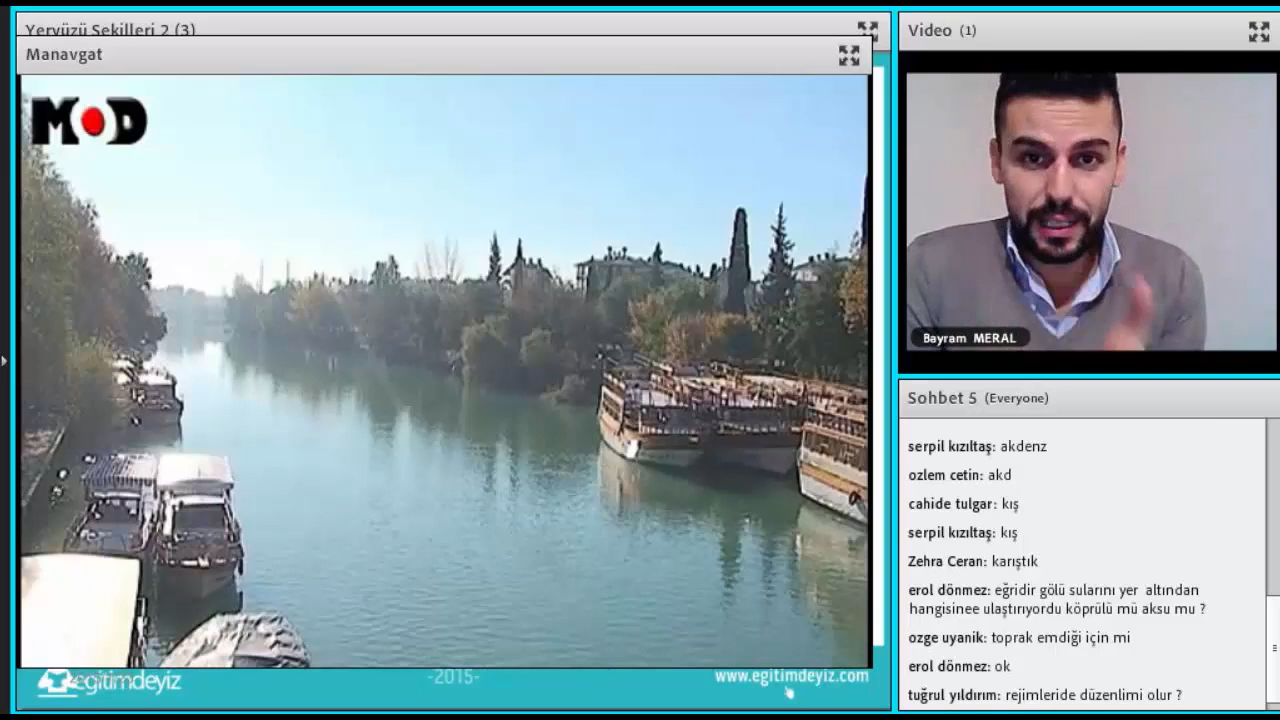 Yeryüzü Şekilleri 2 (3)
Manavgat
MOD
egitimdeyiz
-2015-
www.egitimdeyiz.com
Video (1)
Bayram MERAL
Sohbet 5 (Everyone)
serpil kızıltaş: akdenz
ozlem cetin: akd
cahide tulgar: kış
serpil kızıltaş: kış
Zehra Ceran: karıştık
erol dönmez: eğridir gölü sularını yer altından
hangisinee ulaştırıyordu köprülü mü aksu mu ?
ozge uyanik: toprak emdiği için mi
erol dönmez: ok
tuğrul yıldırım: rejimleride düzenlimi olur ?